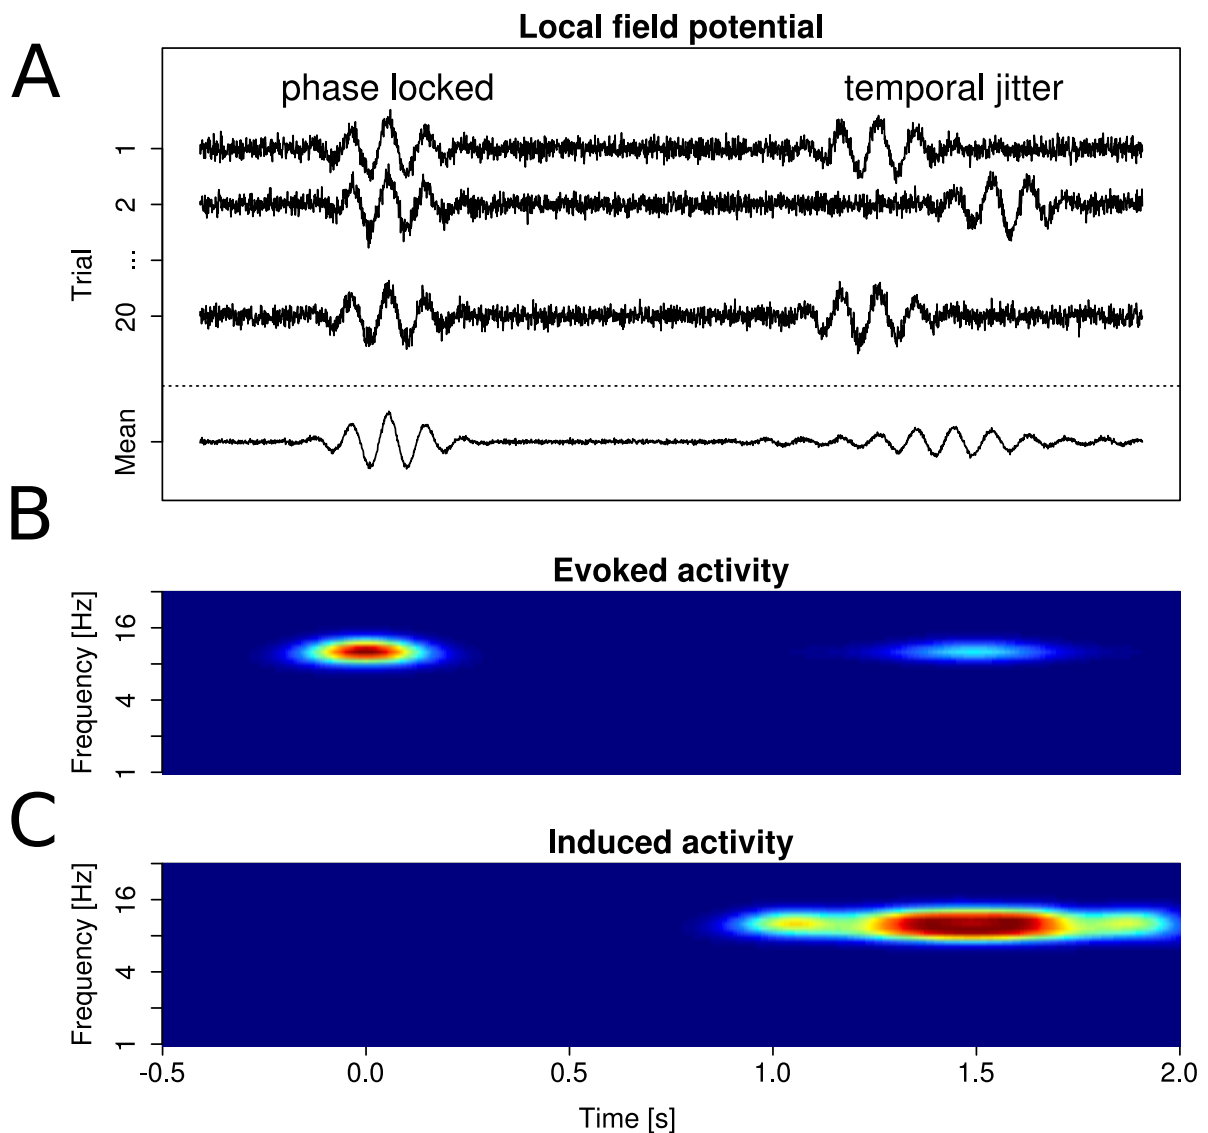 Local field potential
A
phase locked
temporal jitter
1
2
...
20
Trial
Mean
B
Evoked activity
Frequency [Hz]
16
4
1
C
Induced activity
Frequency [Hz]
16
4
1
-0.5 0.0 0.5 1.0 1.5 2.0
Time [s]